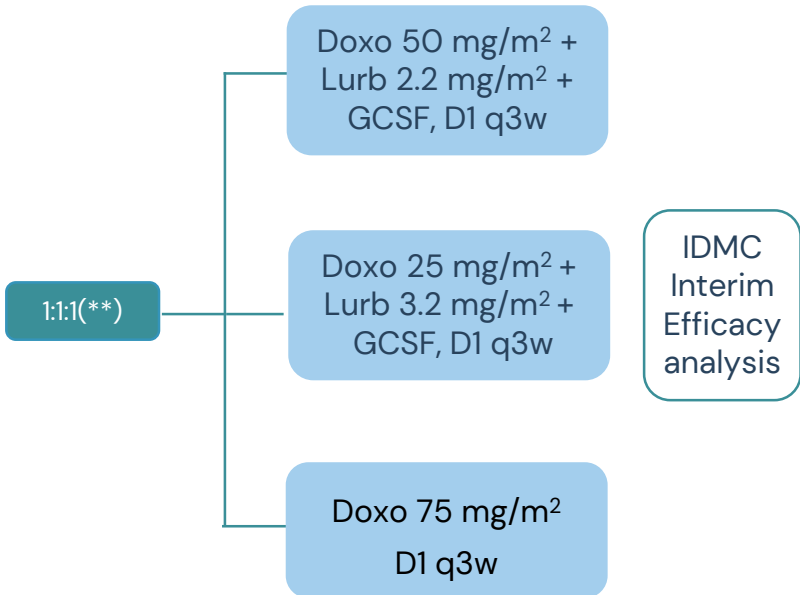 Doxo 50 mg/m² +
Lurb 2.2 mg/m² +
GCSF, D1 q3w
Doxo 25 mg/m² +
Lurb 3.2 mg/m² +
GCSF, D1 q3w
IDMC
Interim
Efficacy
analysis
1:1:1(**)
Doxo 75 mg/m²
D1 q3w